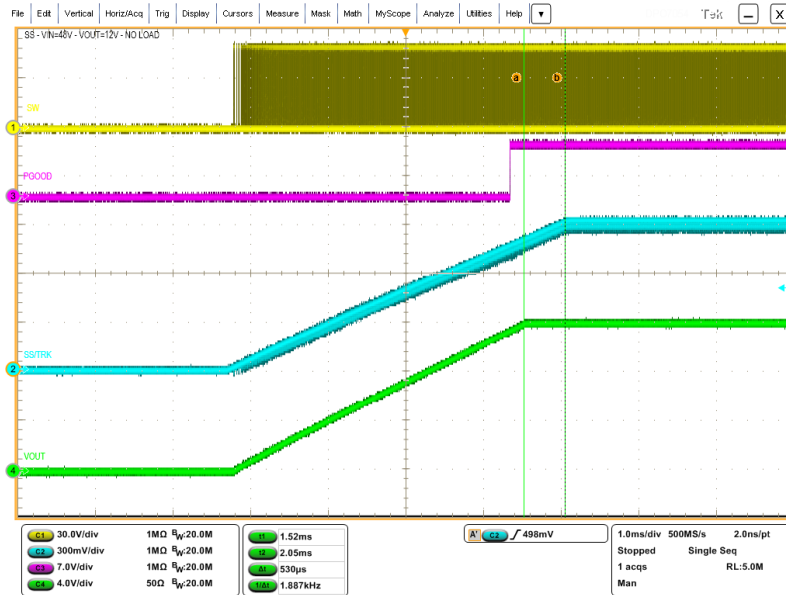 File Edit Vertical Horiz/Acq Trig Display Cursors Measure Mask Math MyScope Analyze Utilities Help Tek X
SS - VIN=48V - VOUT=12V - NO LOAD
a b
SW
1
PGOOD
3
SS/TRK
2
VOUT
4
C1 30.0V/div 1MΩ BW:20.0M
C2 300mV/div 1MΩ BW:20.0M
C3 7.0V/div 1MΩ BW:20.0M
C4 4.0V/div 50Ω BW:20.0M
t1 1.52ms
t2 2.05ms
Δt 530µs
1/Δt 1.887kHz
A' C2 498mV
1.0ms/div 500MS/s 2.0ns/pt
Stopped Single Seq
1 acqs RL:5.0M
Man